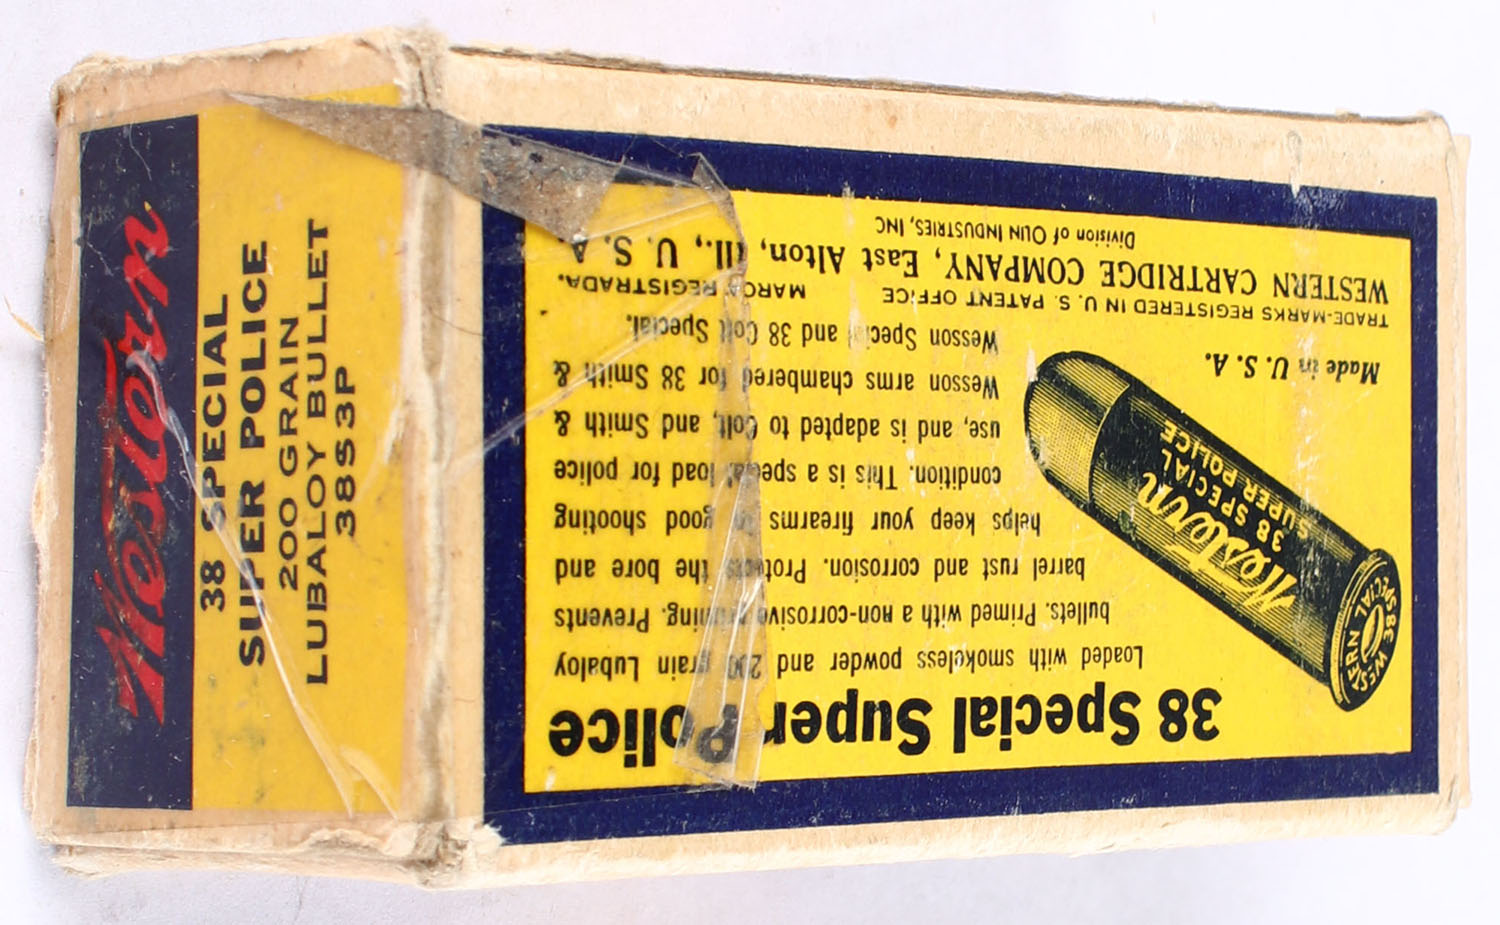 Western
38 SPECIAL
SUPER POLICE
200 GRAIN
LUBALOY BULLET
38S3P
38 Special Super Police
Loaded with smokeless powder and 200 grain Lubaloy
bullets. Primed with a non-corrosive priming. Prevents
barrel rust and corrosion. Protects the bore and
helps keep your firearms in good shooting
condition. This is a special load for police
use, and is adapted to Colt, and Smith &
Wesson arms chambered for 38 Smith &
Wesson Special and 38 Colt Special.
Western
38 SPECIAL
SUPER POLICE
WESTERN 38 SPECIAL
Made in U.S.A.
TRADE-MARKS REGISTERED IN U. S. PATENT OFFICE MARCA REGISTRADA.
WESTERN CARTRIDGE COMPANY, East Alton, Ill., U. S. A.
Division of OLIN INDUSTRIES, INC